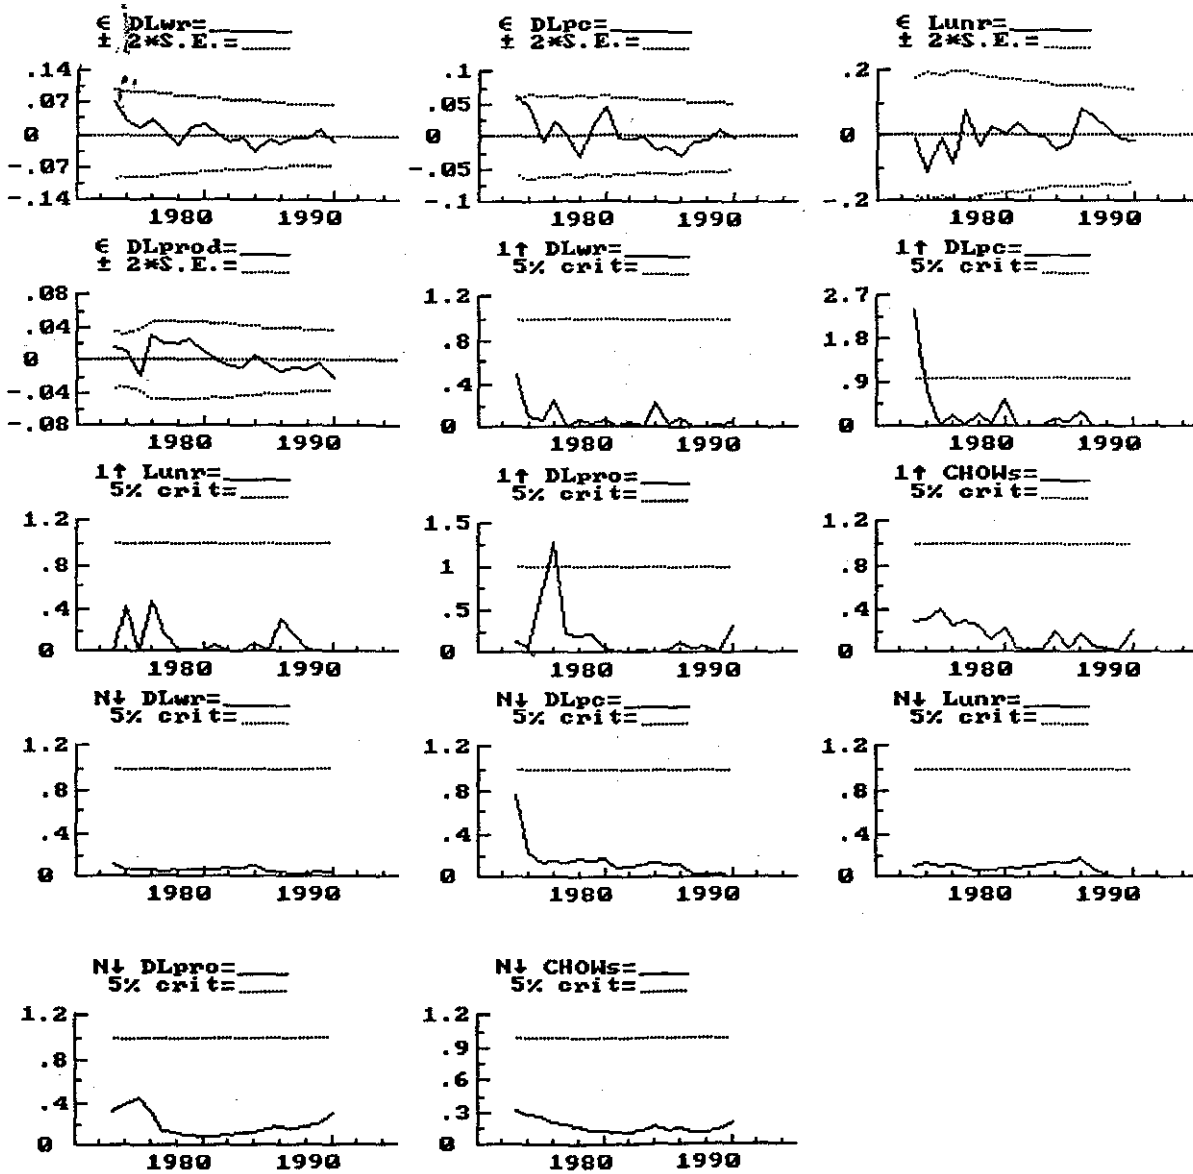 ϵ DLwr=
± 2*S.E.=
.14
.07
0
-.07
-.14
1980 1990
ϵ DLpc=
± 2*S.E.=
.1
.05
0
-.05
-.1
1980 1990
ϵ Lunr=
± 2*S.E.=
.2
0
-.2
1980 1990
ϵ DLprod=
± 2*S.E.=
.08
.04
0
-.04
-.08
1980 1990
1↑ DLwr=
5% crit=
1.2
.8
.4
0
1980 1990
1↑ DLpc=
5% crit=
2.7
1.8
.9
0
1980 1990
1↑ Lunr=
5% crit=
1.2
.8
.4
0
1980 1990
1↑ DLpro=
5% crit=
1.5
1
.5
0
1980 1990
1↑ CHOWs=
5% crit=
1.2
.8
.4
0
1980 1990
N↓ DLwr=
5% crit=
1.2
.8
.4
0
1980 1990
N↓ DLpc=
5% crit=
1.2
.8
.4
0
1980 1990
N↓ Lunr=
5% crit=
1.2
.8
.4
0
1980 1990
N↓ DLpro=
5% crit=
1.2
.8
.4
0
1980 1990
N↓ CHOWs=
5% crit=
1.2
.9
.6
.3
0
1980 1990